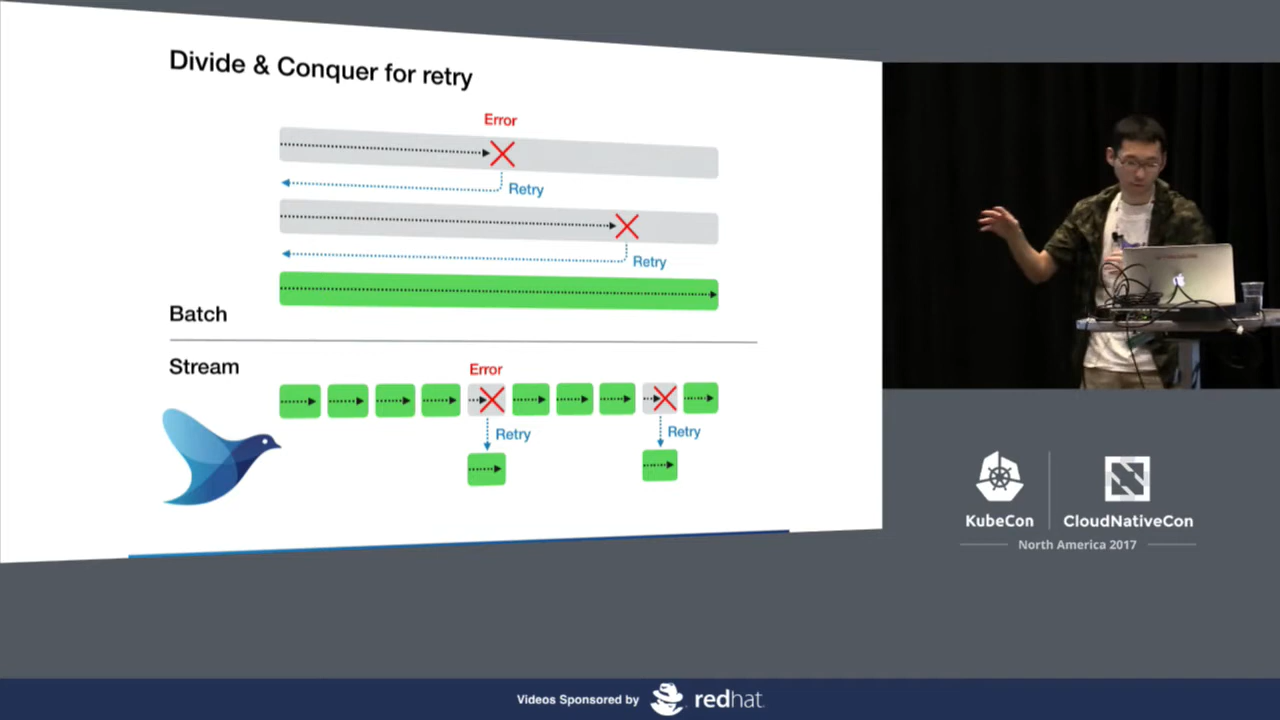 Divide & Conquer for retry
Error
Retry
Retry
Batch
Stream
Error
Retry
Retry
KubeCon
CloudNativeCon
North America 2017
Videos Sponsored by
redhat.